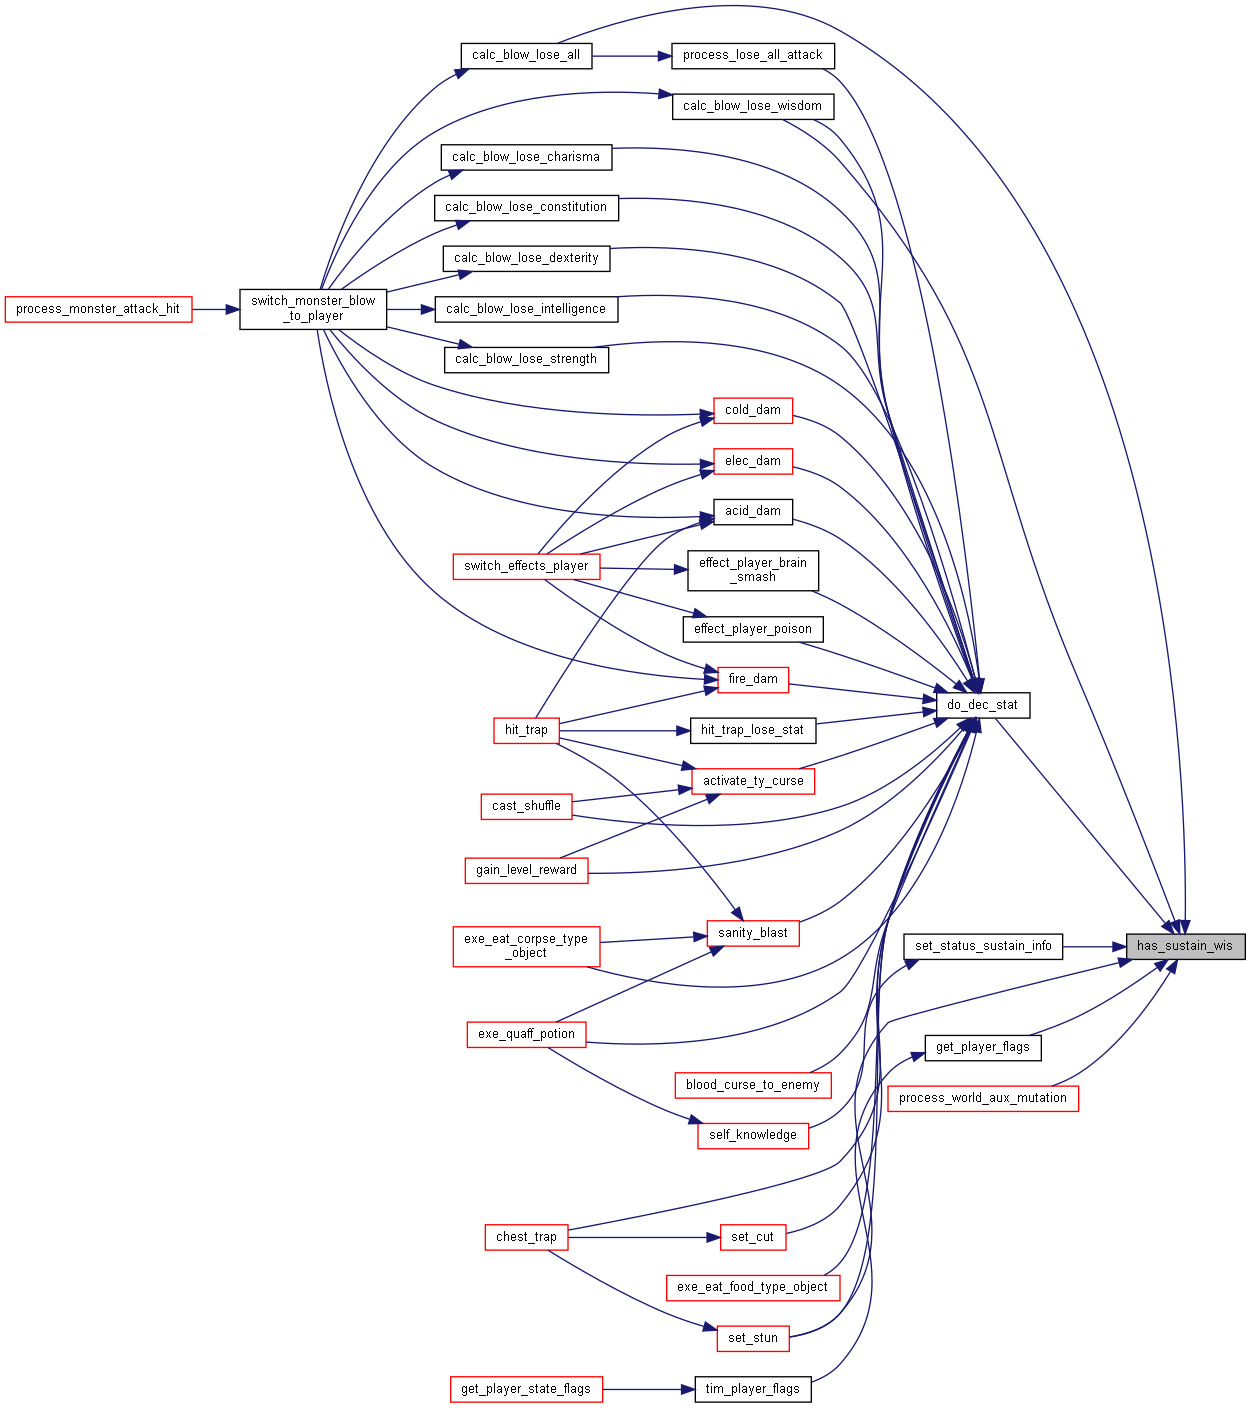 calc_blow_lose_all
process_lose_all_attack
calc_blow_lose_wisdom
calc_blow_lose_charisma
calc_blow_lose_constitution
calc_blow_lose_dexterity
process_monster_attack_hit
switch_monster_blow
_to_player
calc_blow_lose_intelligence
calc_blow_lose_strength
cold_dam
elec_dam
acid_dam
switch_effects_player
effect_player_brain
_smash
effect_player_poison
fire_dam
do_dec_stat
hit_trap
hit_trap_lose_stat
activate_ty_curse
cast_shuffle
gain_level_reward
sanity_blast
exe_eat_corpse_type
_object
set_status_sustain_info
has_sustain_wis
exe_quaff_potion
get_player_flags
blood_curse_to_enemy
process_world_aux_mutation
self_knowledge
chest_trap
set_cut
exe_eat_food_type_object
set_stun
get_player_state_flags
tim_player_flags